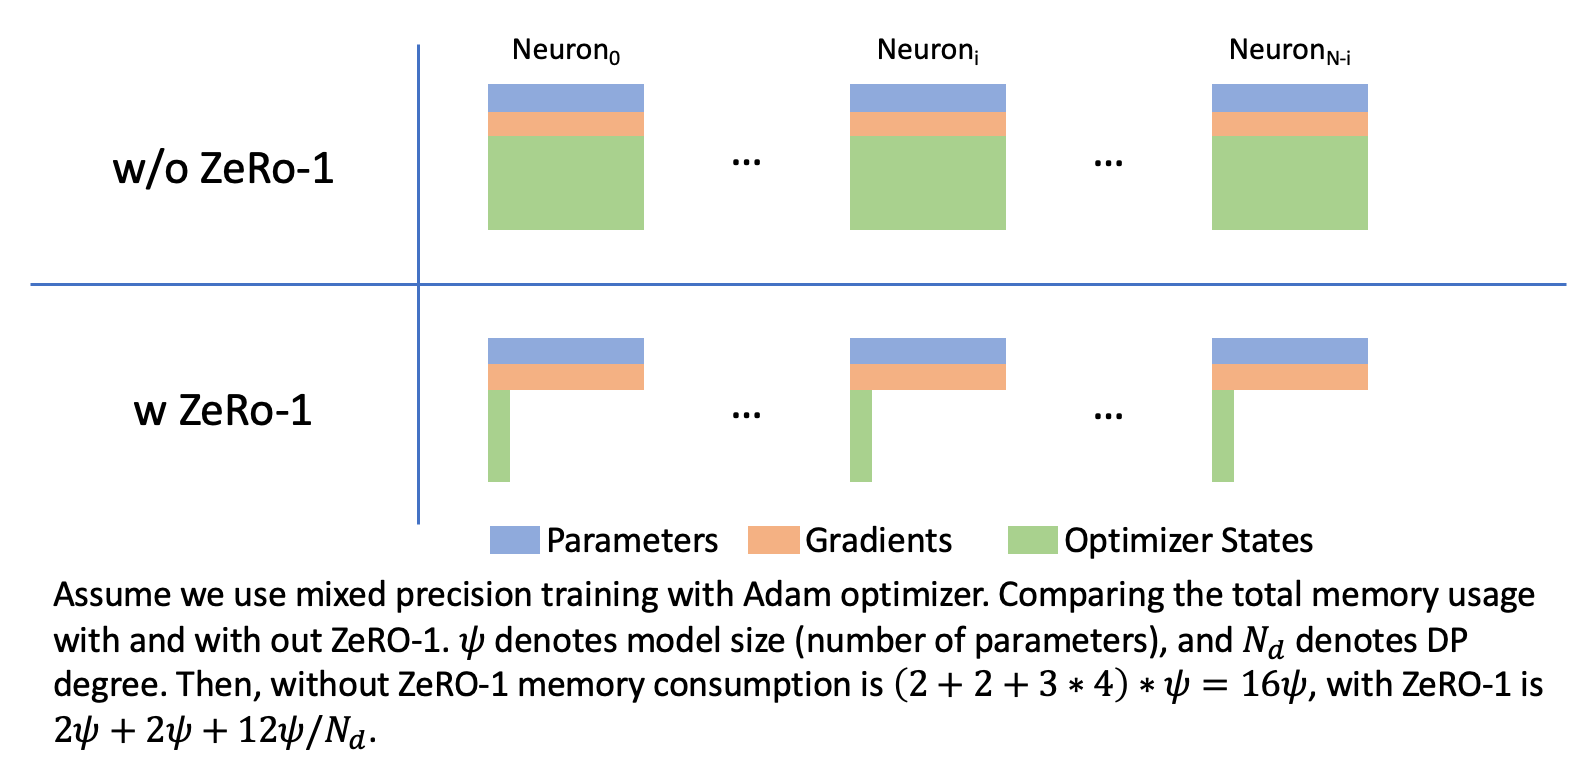 Neuron₀ Neuronᵢ Neuron_N-i
w/o ZeRo-1 ... ...
w ZeRo-1 ... ...
Parameters Gradients Optimizer States
Assume we use mixed precision training with Adam optimizer. Comparing the total memory usage
with and with out ZeRO-1. 𝜓 denotes model size (number of parameters), and 𝑁_𝑑 denotes DP
degree. Then, without ZeRO-1 memory consumption is (2 + 2 + 3 ∗ 4) ∗ 𝜓 = 16𝜓, with ZeRO-1 is
2𝜓 + 2𝜓 + 12𝜓/𝑁_𝑑.